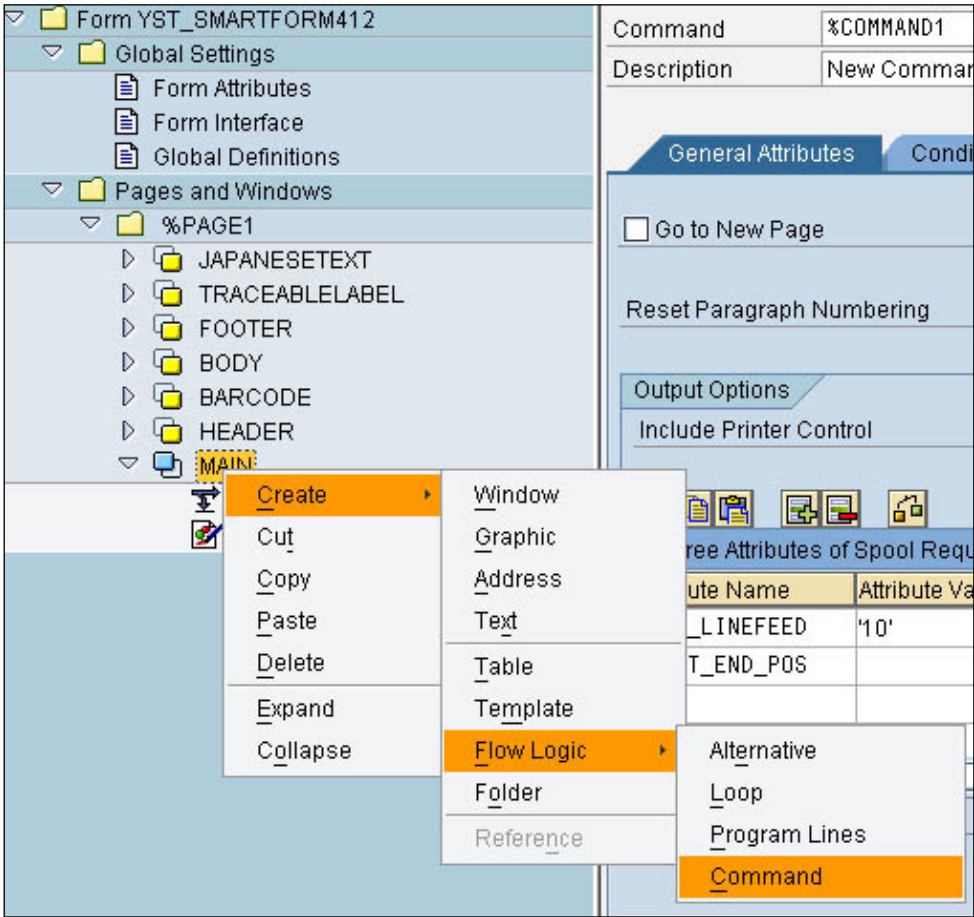 Form YST_SMARTFORM412
Global Settings
Form Attributes
Form Interface
Global Definitions
Pages and Windows
%PAGE1
JAPANESETEXT
TRACEABLELABEL
FOOTER
BODY
BARCODE
HEADER
MAIN
Create
Cut
Copy
Paste
Delete
Expand
Collapse
Window
Graphic
Address
Text
Table
Template
Flow Logic
Folder
Reference
Alternative
Loop
Program Lines
Command
Command %COMMAND1
Description New Comman
General Attributes Condi
Go to New Page
Reset Paragraph Numbering
Output Options
Include Printer Control
ree Attributes of Spool Requ
ute Name Attribute Va
_LINEFEED '10'
T_END_POS